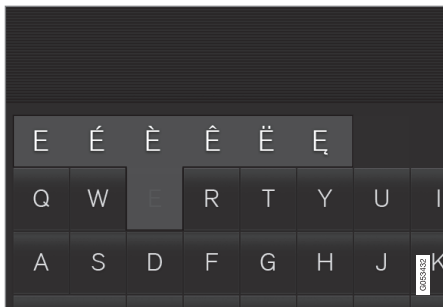 E É È Ê Ë Ę
Q W E R T Y U I
A S D F G H J K
G053432